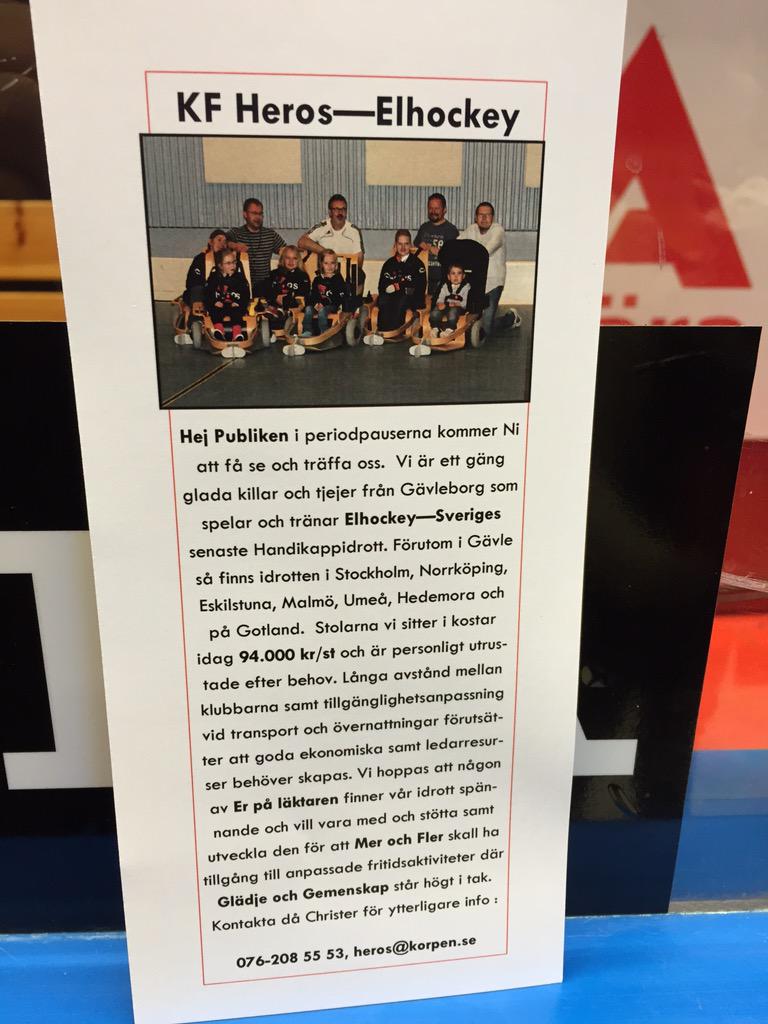 KF Heros—Elhockey
Hej Publiken i periodpauserna kommer Ni
att få se och träffa oss. Vi är ett gäng
glada killar och tjejer från Gävleborg som
spelar och tränar Elhockey—Sveriges
senaste Handikappidrott. Förutom i Gävle
så finns idrotten i Stockholm, Norrköping,
Eskilstuna, Malmö, Umeå, Hedemora och
på Gotland. Stolarna vi sitter i kostar
idag 94.000 kr/st och är personligt utrus-
tade efter behov. Långa avstånd mellan
klubbarna samt tillgänglighetsanpassning
vid transport och övernattningar förutsät-
ter att goda ekonomiska samt ledarresur-
ser behöver skapas. Vi hoppas att någon
av Er på läktaren finner vår idrott spän-
nande och vill vara med och stötta samt
utveckla den för att Mer och Fler skall ha
tillgång till anpassade fritidsaktiviteter där
Glädje och Gemenskap står högt i tak.
Kontakta då Christer för ytterligare info :
076-208 55 53, heros@korpen.se